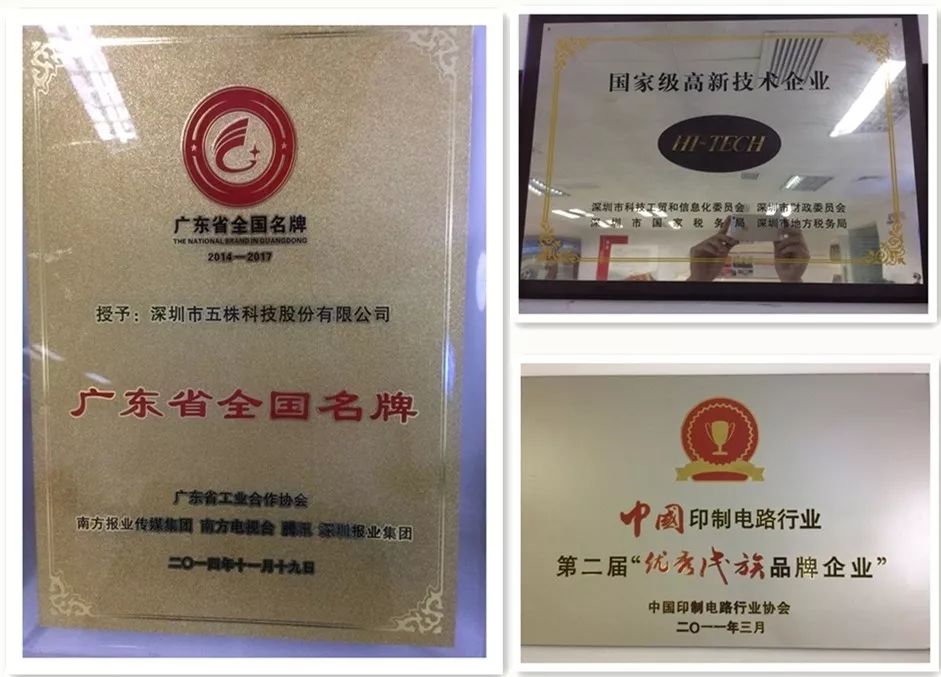 广东省全国名牌
THE NATIONAL BRAND IN GUANGDONG
2014—2017
授予：深圳市五株科技股份有限公司
广东省全国名牌
广东省工业合作协会
南方报业传媒集团 南方电视台 腾讯 深圳报业集团
二〇一四年十一月十九日
国家级高新技术企业
HI-TECH
深圳市科技工贸和信息化委员会 深圳市财政委员会
深圳市国家税务局 深圳市地方税务局
中国印制电路行业
第二届“优秀民族品牌企业”
中国印制电路行业协会
二〇一一年三月